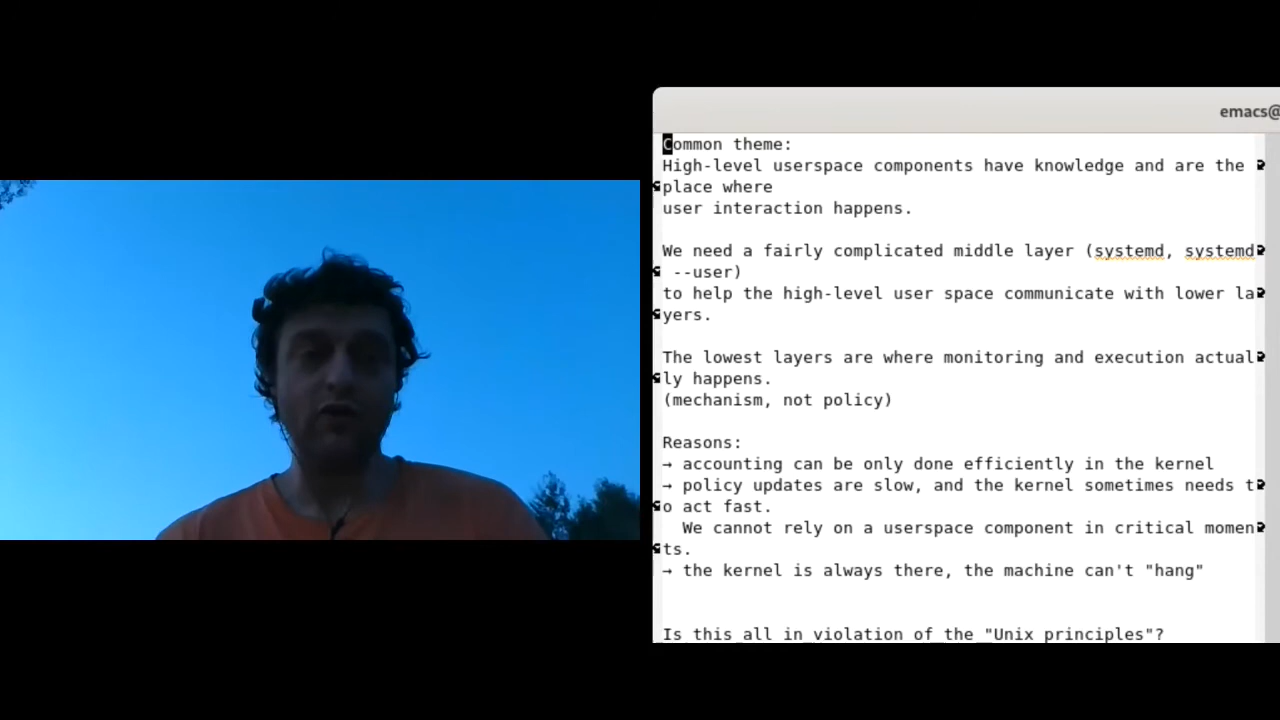 emacs@
Common theme:
High-level userspace components have knowledge and are the
place where
user interaction happens.
We need a fairly complicated middle layer (systemd, systemd
--user)
to help the high-level user space communicate with lower la
yers.
The lowest layers are where monitoring and execution actual
ly happens.
(mechanism, not policy)
Reasons:
→ accounting can be only done efficiently in the kernel
→ policy updates are slow, and the kernel sometimes needs t
o act fast.
We cannot rely on a userspace component in critical momen
ts.
→ the kernel is always there, the machine can't "hang"
Is this all in violation of the "Unix principles"?